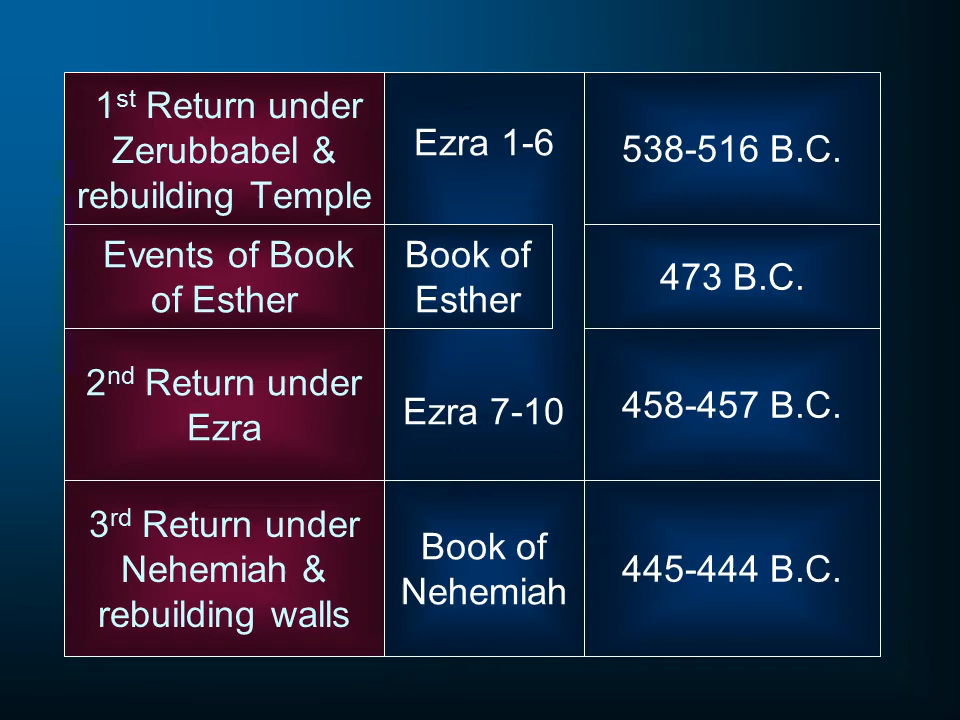 1st Return under
Zerubbabel &
rebuilding Temple
Ezra 1-6
538-516 B.C.
Events of Book
of Esther
Book of
Esther
473 B.C.
2nd Return under
Ezra
Ezra 7-10
458-457 B.C.
3rd Return under
Nehemiah &
rebuilding walls
Book of
Nehemiah
445-444 B.C.